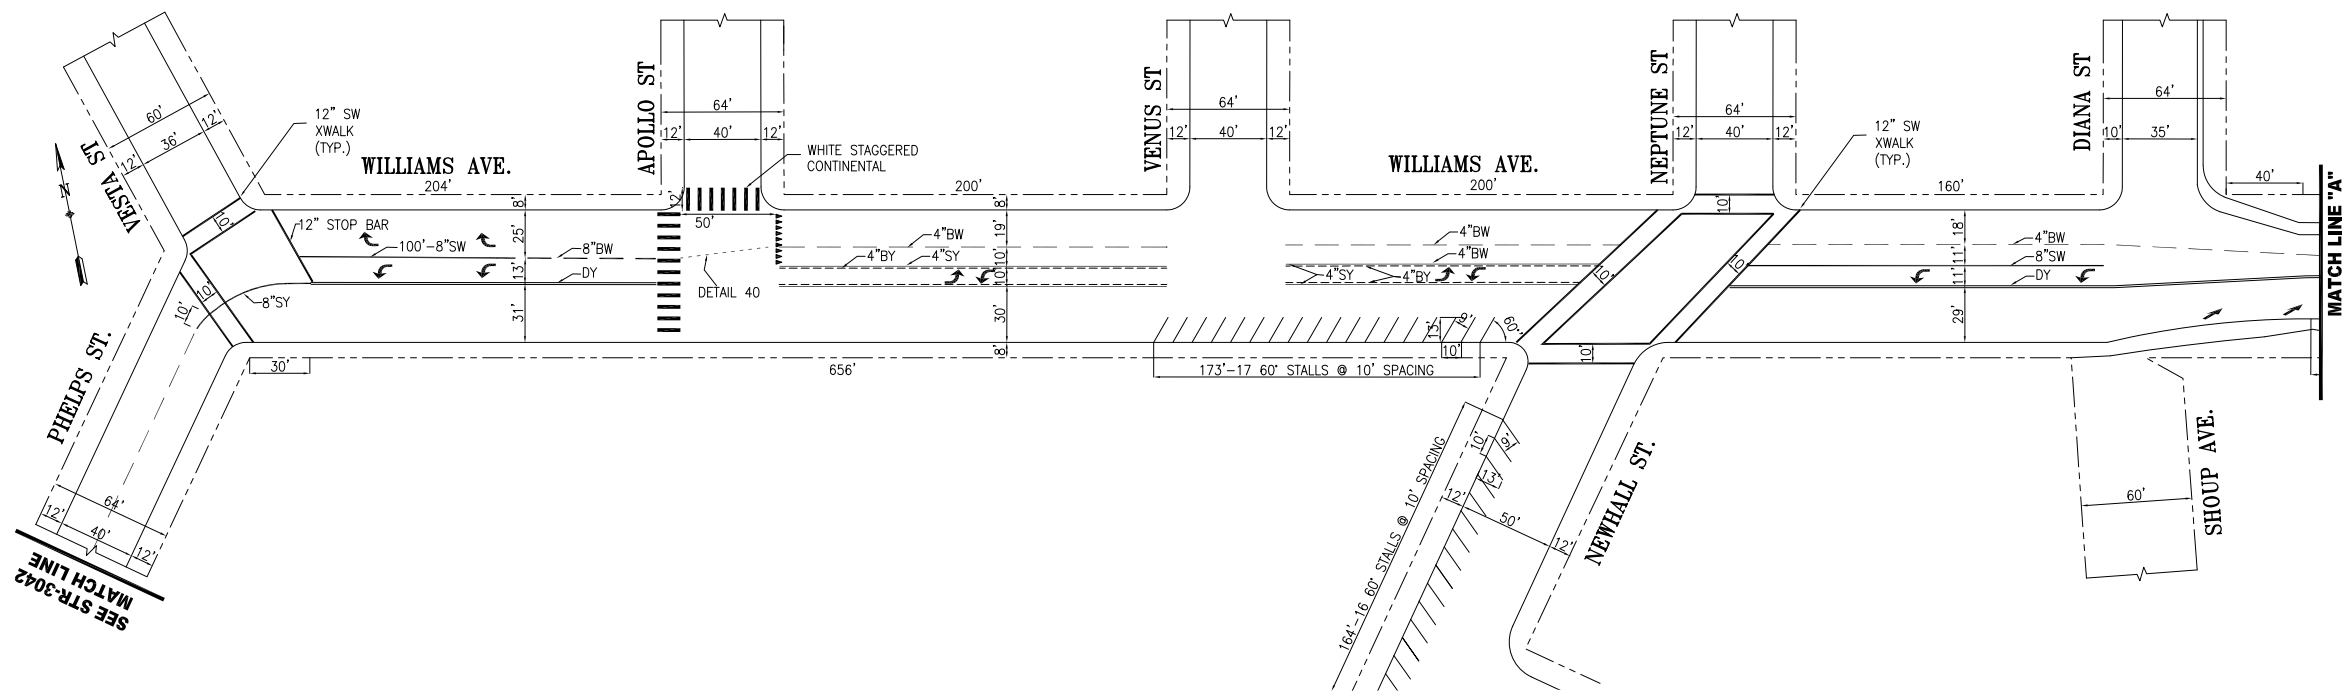 60'
12'
36'
12'
VESTA ST
N
12" SW
XWALK
(TYP.)
WILLIAMS AVE.
204'
10'
12" STOP BAR
100'-8"SW
8"BW
DY
8'
25'
13'
31'
10'
10'
8"SY
PHELPS ST.
30'
64'
12'
40'
12'
SEE STR-3042
MATCH LINE
APOLLO ST
64'
12'
40'
12'
WHITE STAGGERED
CONTINENTAL
12'
50'
DETAIL 40
200'
8'
19'
10'
10'
30'
8'
4"BW
4"BY
4"SY
656'
VENUS ST
64'
12'
40'
12'
WILLIAMS AVE.
200'
4"BW
4"BW
4"SY
4"BY
13'
9'
10'
60°
173'-17 60° STALLS @ 10' SPACING
164'-16 60° STALLS @ 10' SPACING
10'
9'
13'
12'
50'
12'
NEWHALL ST.
NEPTUNE ST
64'
12'
40'
12'
10'
10'
10'
10'
12" SW
XWALK
(TYP.)
160'
18'
11'
11'
29'
4"BW
8"SW
DY
DIANA ST
64'
10'
35'
40'
60'
SHOUP AVE.
MATCH LINE "A"